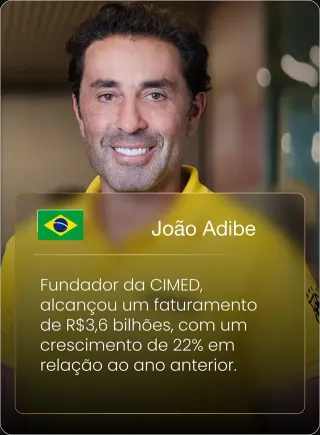 João Adibe
Fundador da CIMED,
alcançou um faturamento
de R$3,6 bilhões, com um
crescimento de 22% em
relação ao ano anterior.